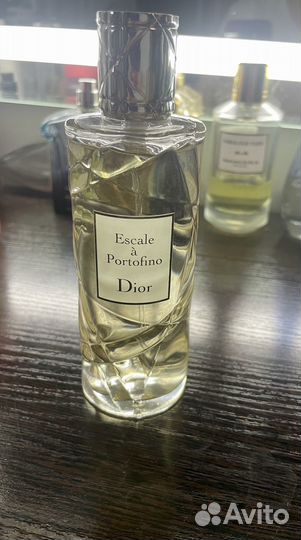 Escale
à
Portofino
Dior
Avito